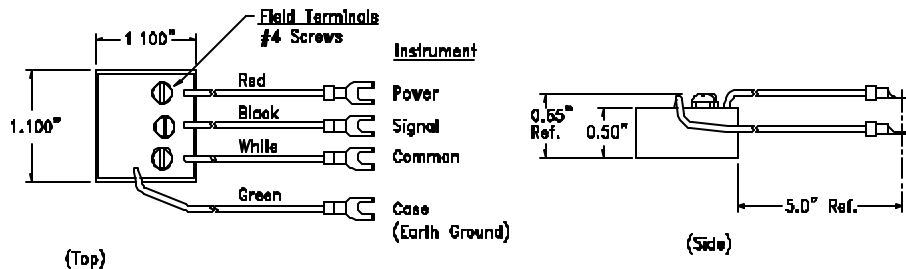 Field Terminals
#4 Screws
1 100"
Instrument
Red
Power
1.100"
Black
Signal
White
Common
Green
Case
(Earth Ground)
(Top)
0.65"
Ref.
0.50"
5.0" Ref.
(Side)